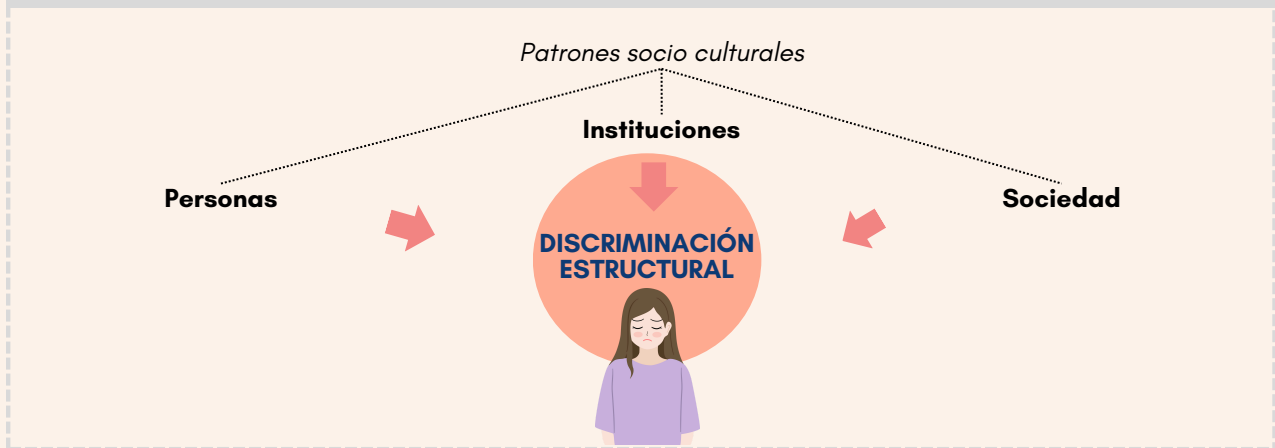 Patrones socio culturales
Instituciones
Personas
Sociedad
DISCRIMINACIÓN
ESTRUCTURAL